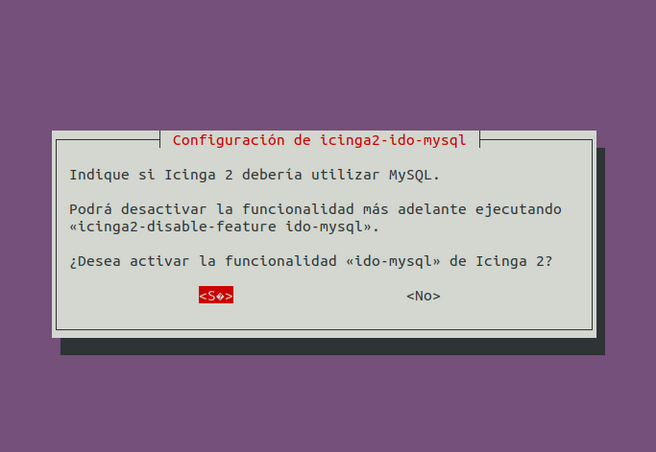 Configuración de icinga2-ido-mysql
Indique si Icinga 2 debería utilizar MySQL.
Podrá desactivar la funcionalidad más adelante ejecutando
«icinga2-disable-feature ido-mysql».
¿Desea activar la funcionalidad «ido-mysql» de Icinga 2?
<S�> <No>